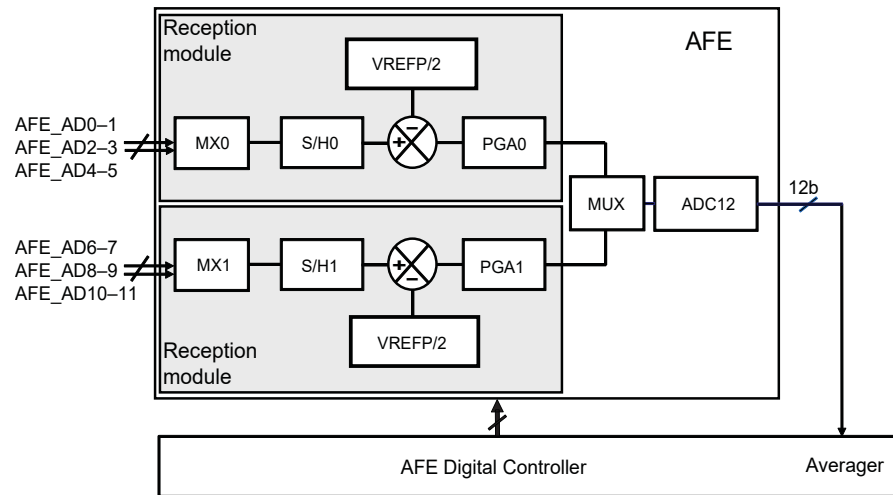 Reception
module
AFE
VREFP/2
AFE_AD0–1
AFE_AD2–3
AFE_AD4–5
MX0
S/H0
+
−
PGA0
MUX
ADC12
12b
AFE_AD6–7
AFE_AD8–9
AFE_AD10–11
MX1
S/H1
+
−
PGA1
VREFP/2
Reception
module
AFE Digital Controller
Averager